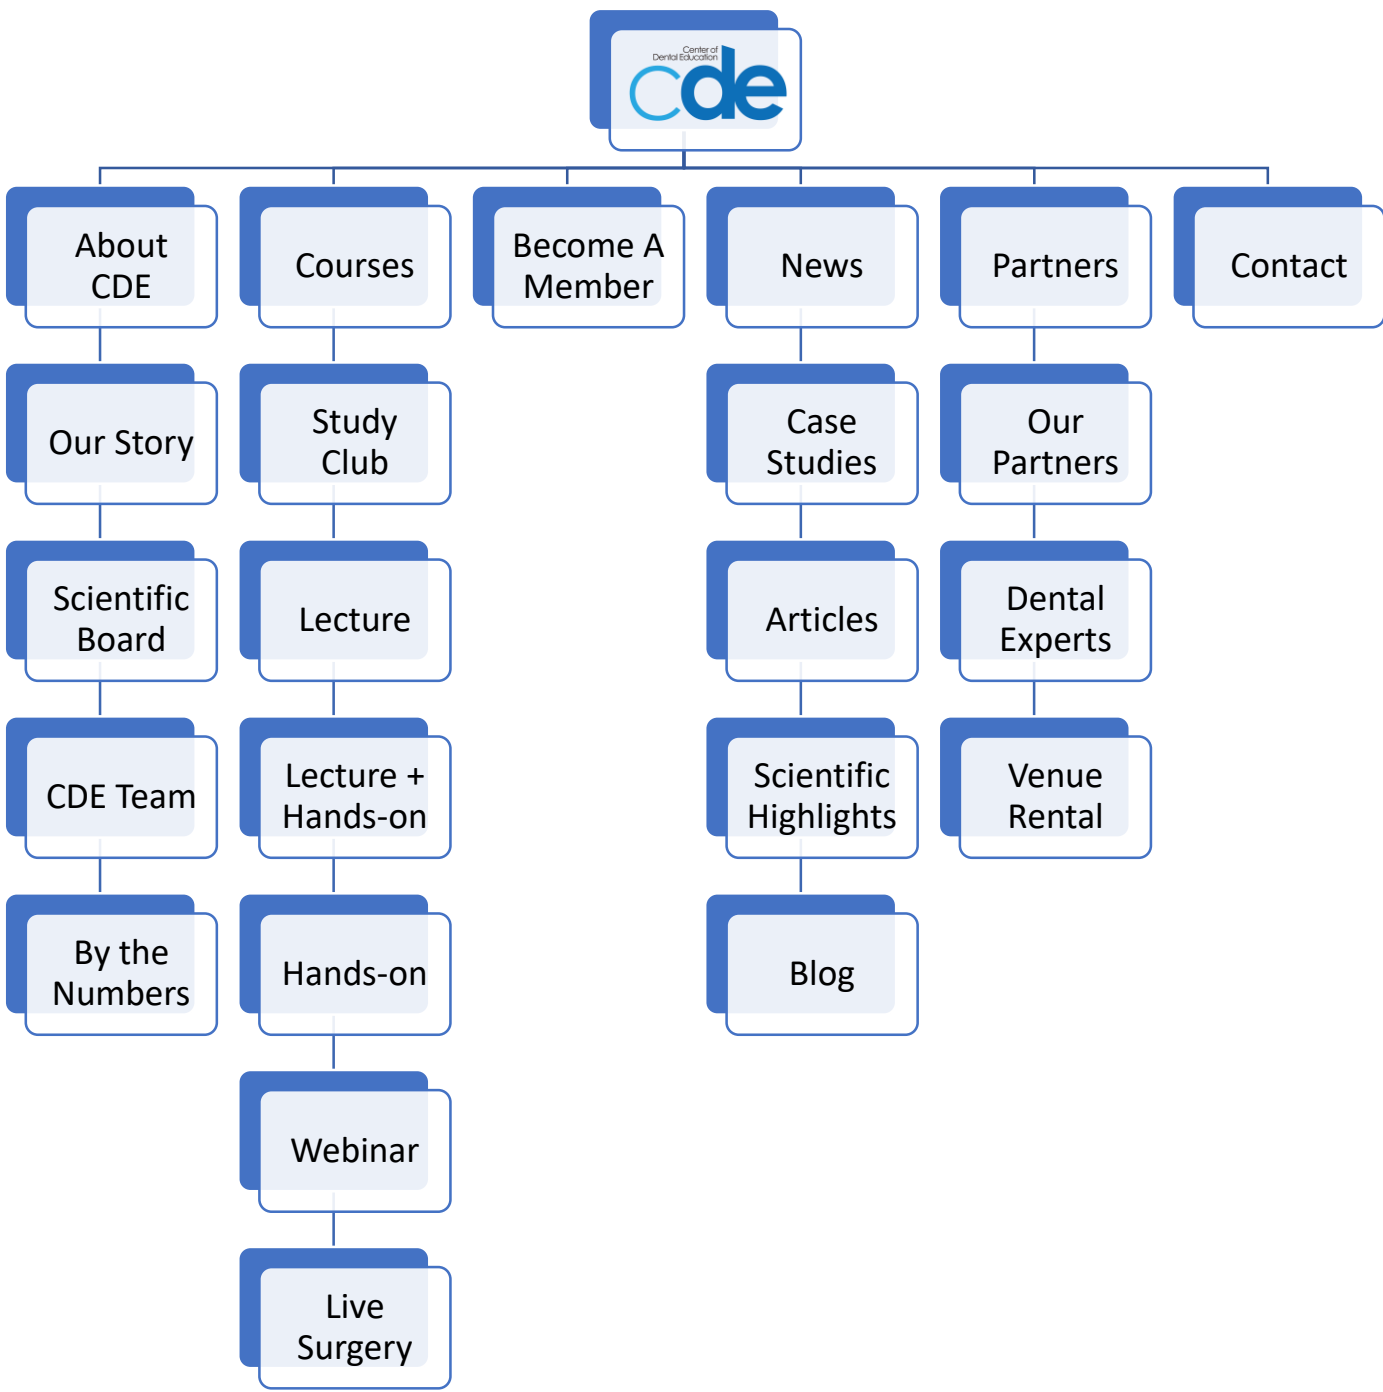 Center of
Dental Education
cde
About
CDE
Courses
Become A
Member
News
Partners
Contact
Our Story
Study
Club
Case
Studies
Our
Partners
Scientific
Board
Lecture
Articles
Dental
Experts
CDE Team
Lecture +
Hands-on
Scientific
Highlights
Venue
Rental
By the
Numbers
Hands-on
Blog
Webinar
Live
Surgery